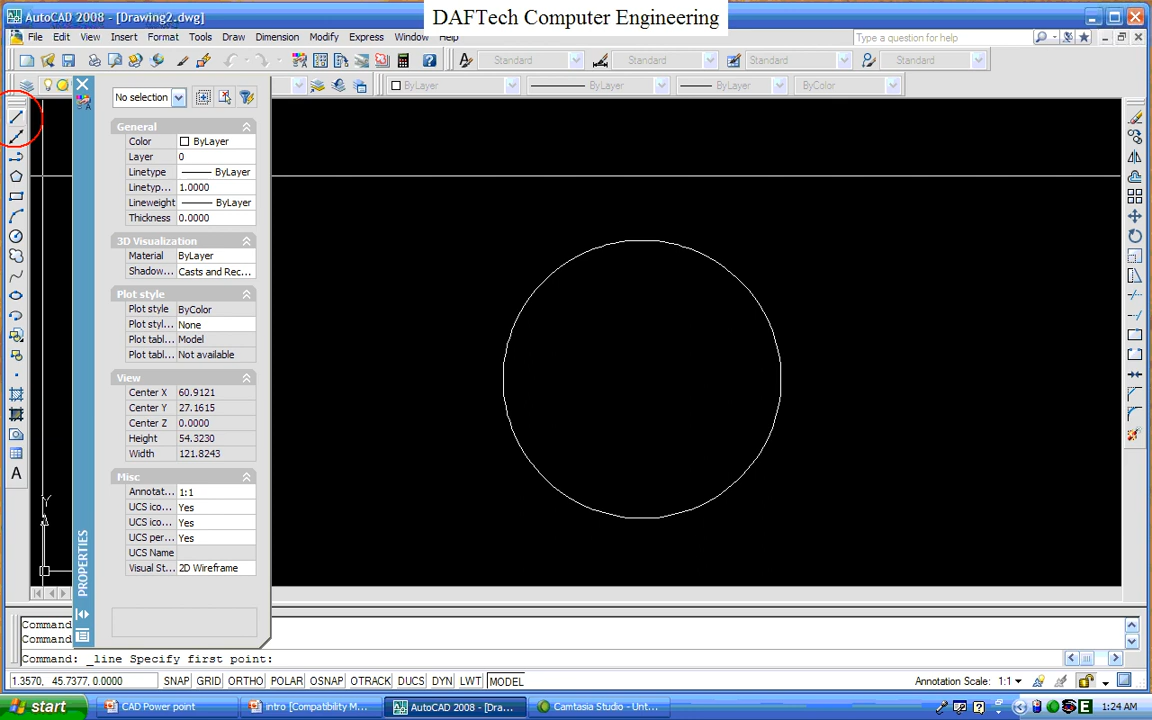 DAFTech Computer Engineering
AutoCAD 2008 - [Drawing2.dwg]
File Edit View Insert Format Tools Draw Dimension Modify Express Window Help
Type a question for help
Standard Standard Standard Standard
ByLayer ByLayer ByLayer ByColor
No selection
General
Color ByLayer
Layer 0
Linetype ByLayer
Linetyp... 1.0000
Lineweight ByLayer
Thickness 0.0000
3D Visualization
Material ByLayer
Shadow... Casts and Rec...
Plot style
Plot style ByColor
Plot styl... None
Plot tabl... Model
Plot tabl... Not available
View
Center X 60.9121
Center Y 27.1615
Center Z 0.0000
Height 54.3230
Width 121.8243
Misc
Annotat... 1:1
UCS ico... Yes
UCS ico... Yes
UCS per... Yes
UCS Name
Visual St... 2D Wireframe
PROPERTIES
A
Y
Command
Command
Command: _line Specify first point:
1.3570, 45.7377, 0.0000 SNAP GRID ORTHO POLAR OSNAP OTRACK DUCS DYN LWT MODEL
Annotation Scale: 1:1
start CAD Power point intro [Compatibility M... AutoCAD 2008 - [Dra... Camtasia Studio - Unt... E 1:24 AM